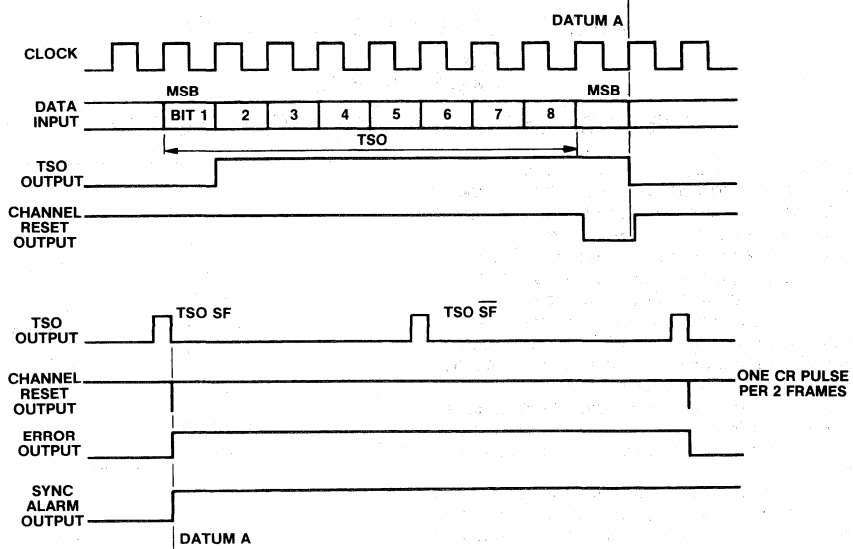 DATUM A
CLOCK
MSB
MSB
DATA
INPUT
BIT 1
2
3
4
5
6
7
8
TSO
TSO
OUTPUT
CHANNEL
RESET
OUTPUT
TSO SF
TSO S̅F̅
TSO
OUTPUT
CHANNEL
RESET
OUTPUT
ONE CR PULSE
PER 2 FRAMES
ERROR
OUTPUT
SYNC
ALARM
OUTPUT
DATUM A